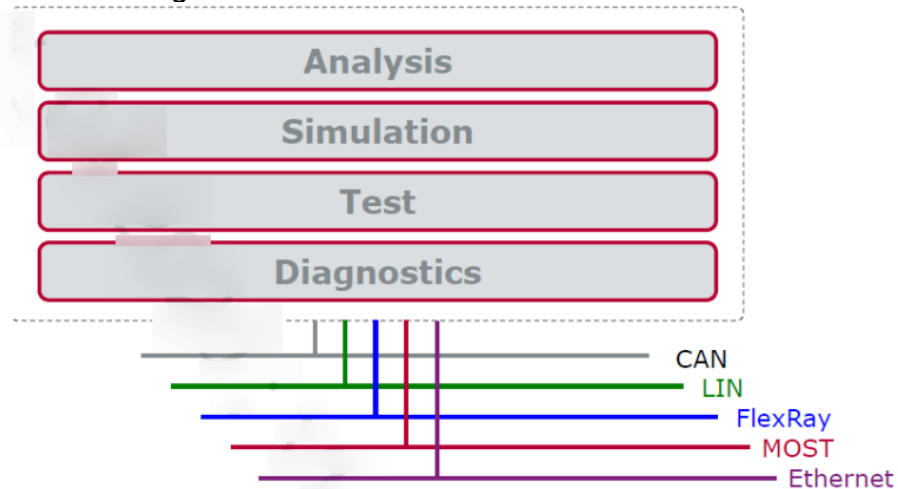 Analysis
Simulation
Test
Diagnostics
CAN
LIN
FlexRay
MOST
Ethernet